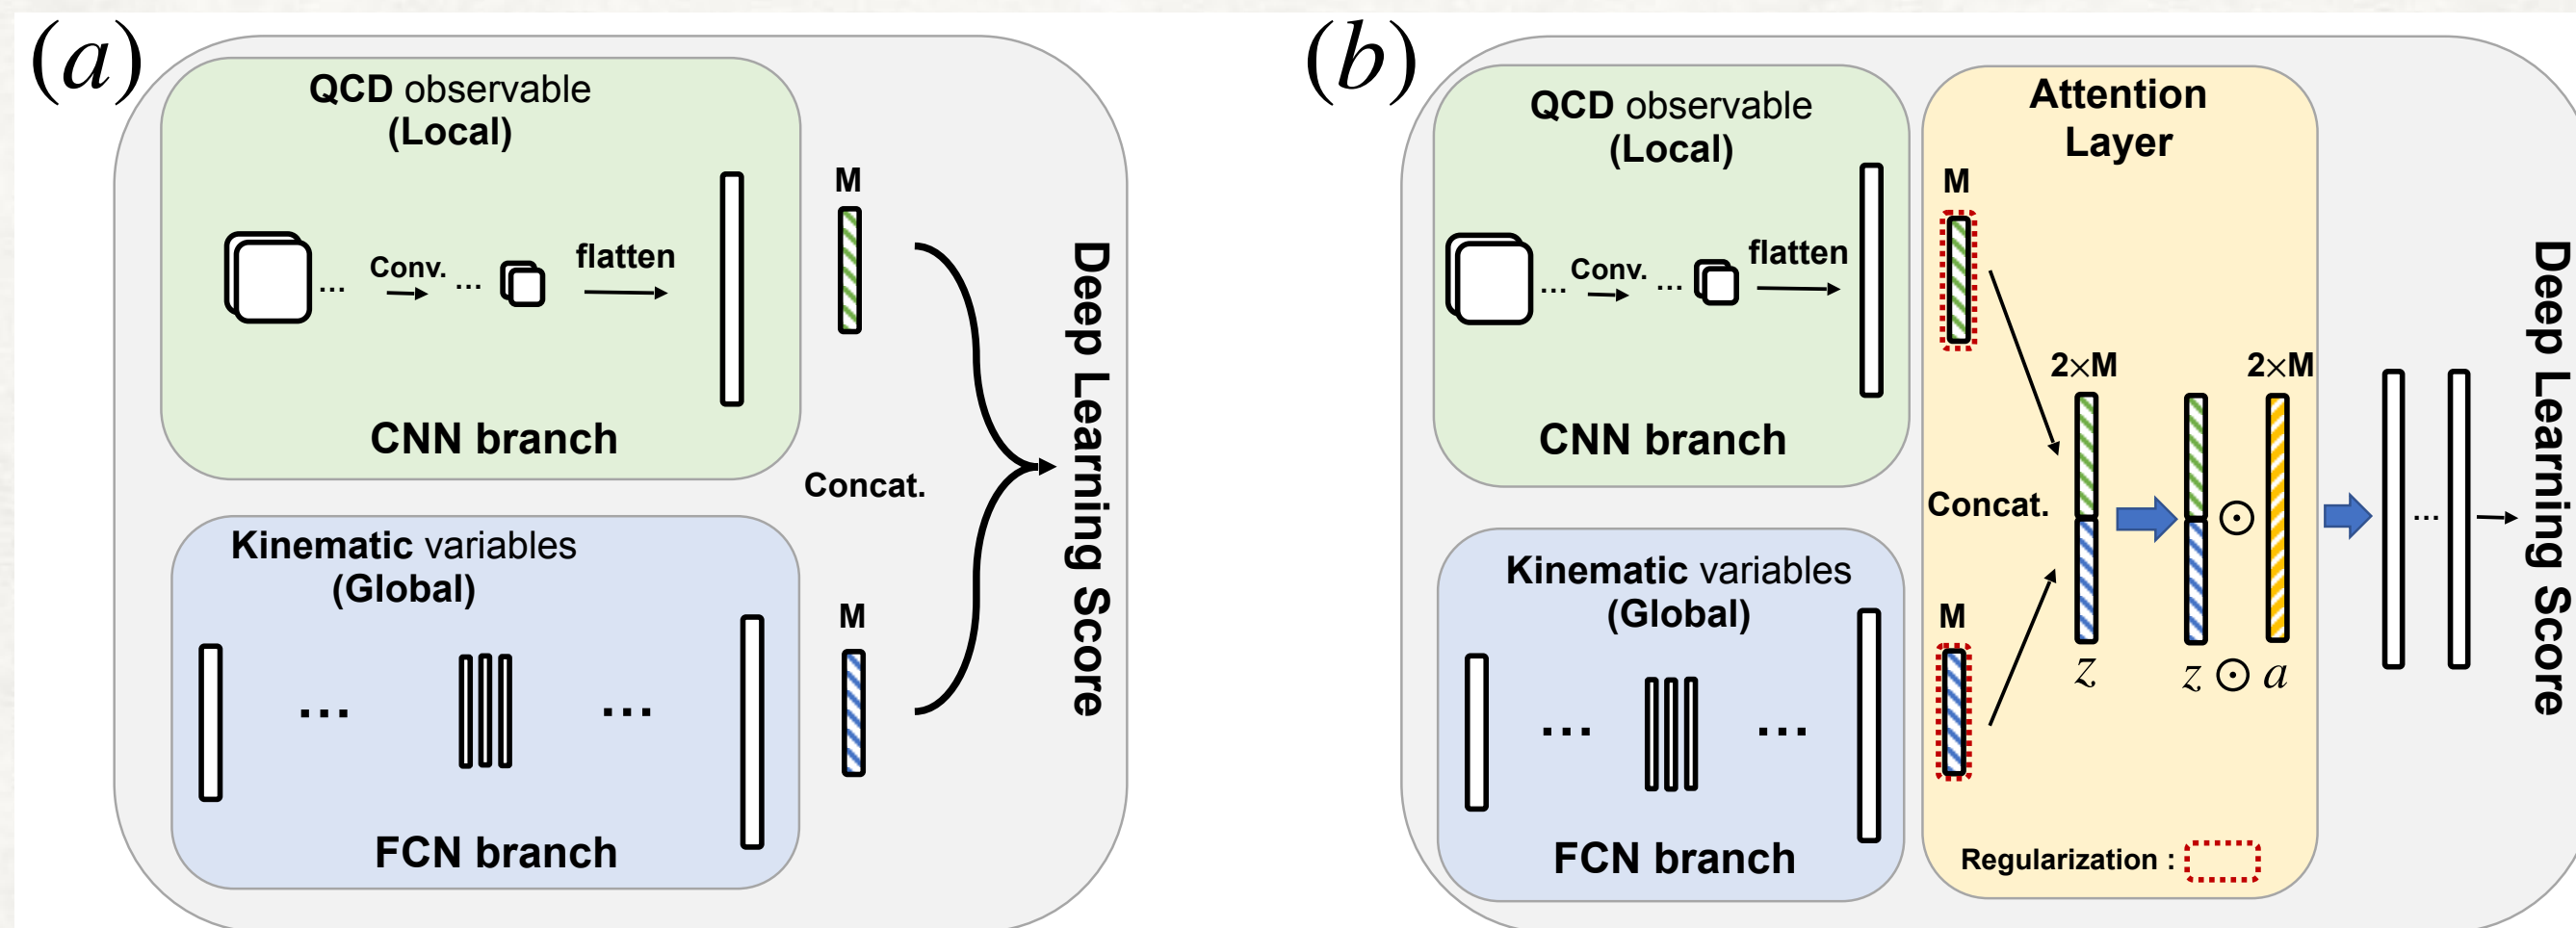 (a)
QCD observable
(Local)
... Conv. ... flatten
CNN branch
M
Concat.
Kinematic variables
(Global)
... ...
FCN branch
M
Deep Learning Score
(b)
QCD observable
(Local)
... Conv. ... flatten
CNN branch
Kinematic variables
(Global)
... ...
FCN branch
Attention
Layer
M
2×M
2×M
Concat.
⊙
z
z ⊙ a
M
Regularization :
...
Deep Learning Score